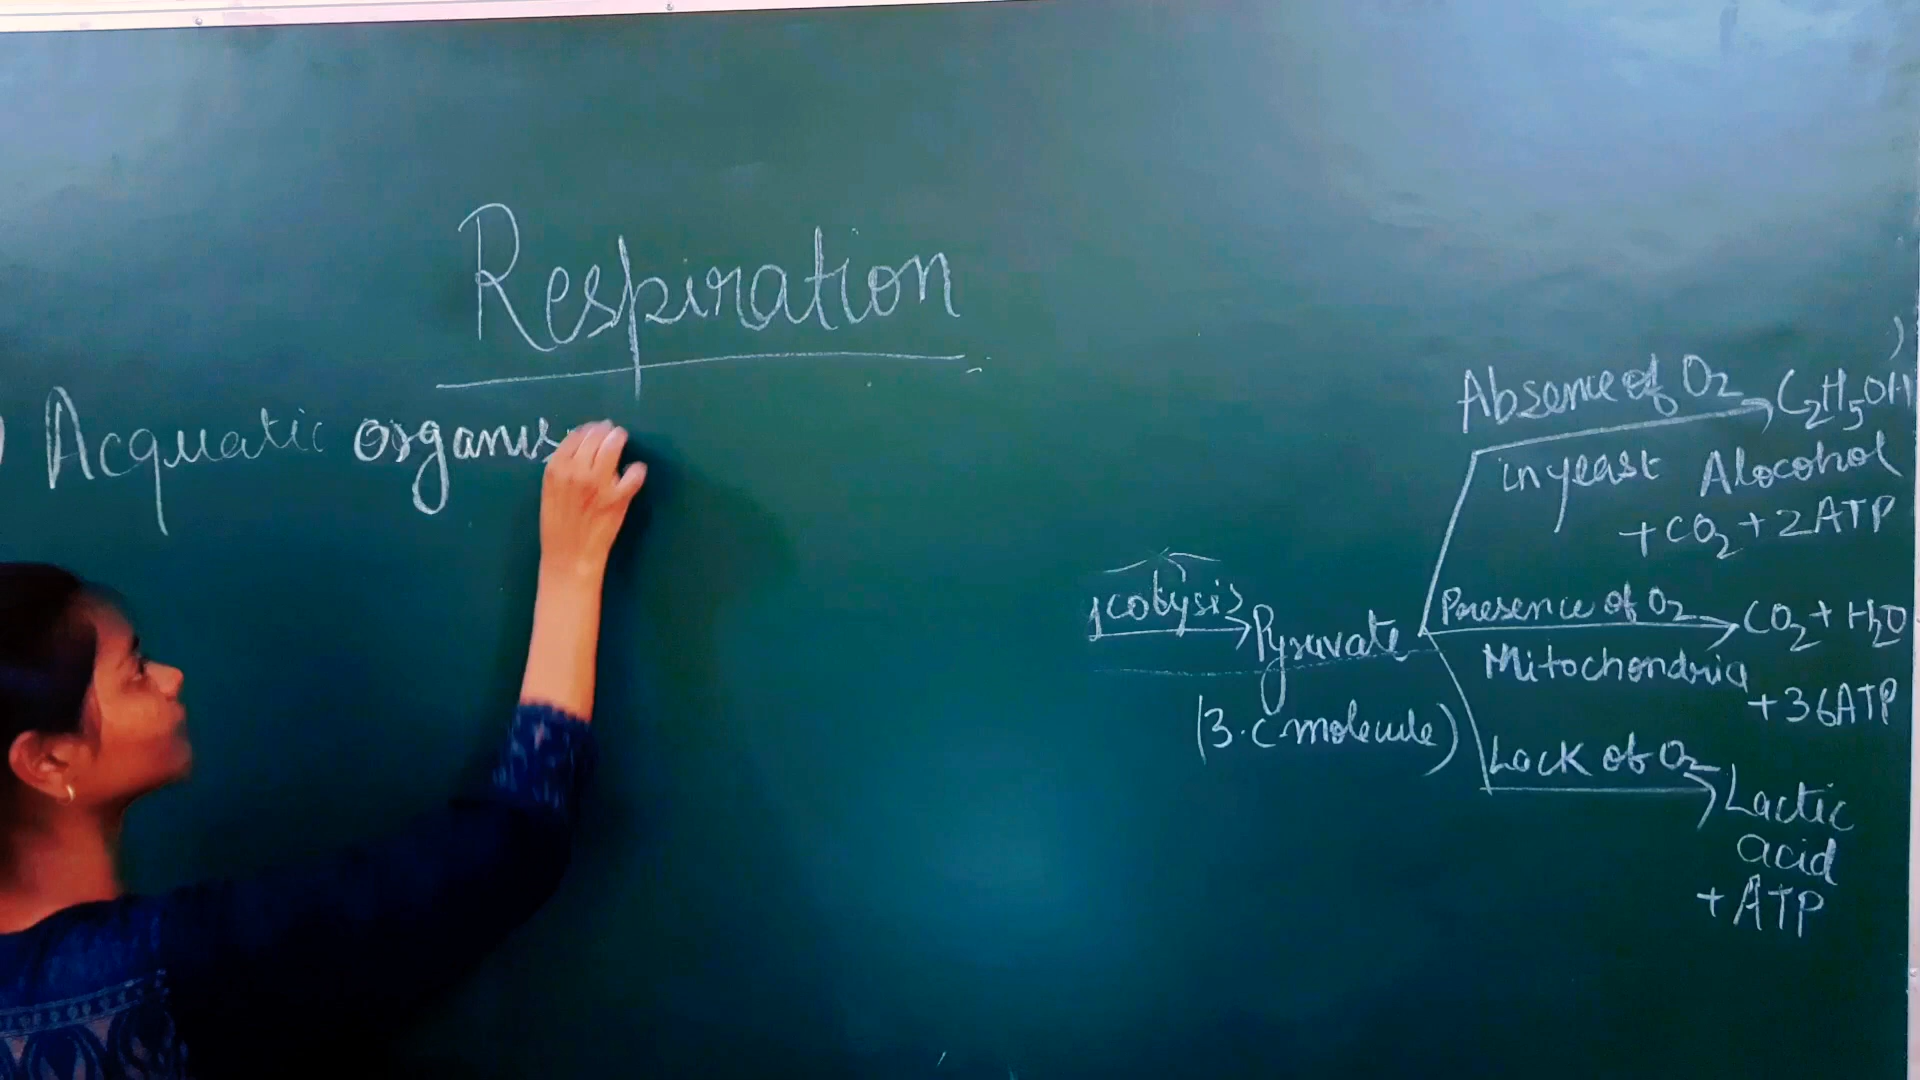 Respiration
) Acquatic organis
Absence of O₂ C₂H₅OH
in yeast Alocohol
+ CO₂ + 2ATP
ycolysis Pyruvate
(3.C molecule)
Presence of O₂ CO₂ + H₂O
Mitochondria
+ 36ATP
Lack of O₂ Lactic
acid
+ ATP